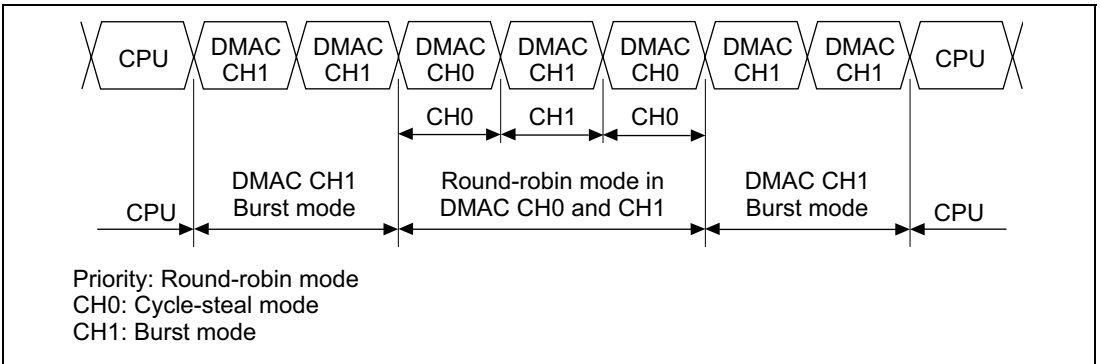 CPU DMAC CH1 DMAC CH1 DMAC CH0 DMAC CH1 DMAC CH0 DMAC CH1 DMAC CH1 CPU
CH0 CH1 CH0
DMAC CH1 Burst mode
Round-robin mode in DMAC CH0 and CH1
DMAC CH1 Burst mode
CPU CPU
Priority: Round-robin mode
CH0: Cycle-steal mode
CH1: Burst mode